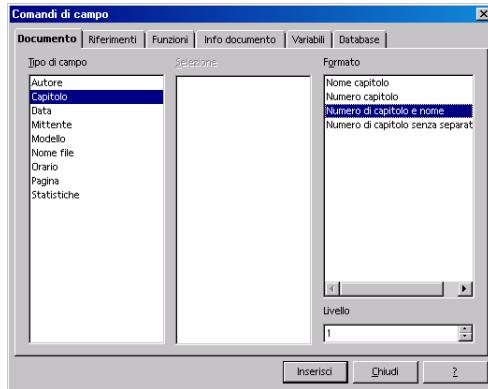 Comandi di campo
Documento Riferimenti Funzioni Info documento Variabili Database
Tipo di campo Selezione Formato
Autore
Capitolo
Data
Mittente
Modello
Nome file
Orario
Pagina
Statistiche
Nome capitolo
Numero capitolo
Numero di capitolo e nome
Numero di capitolo senza separat
Livello
1
Inserisci Chiudi ?